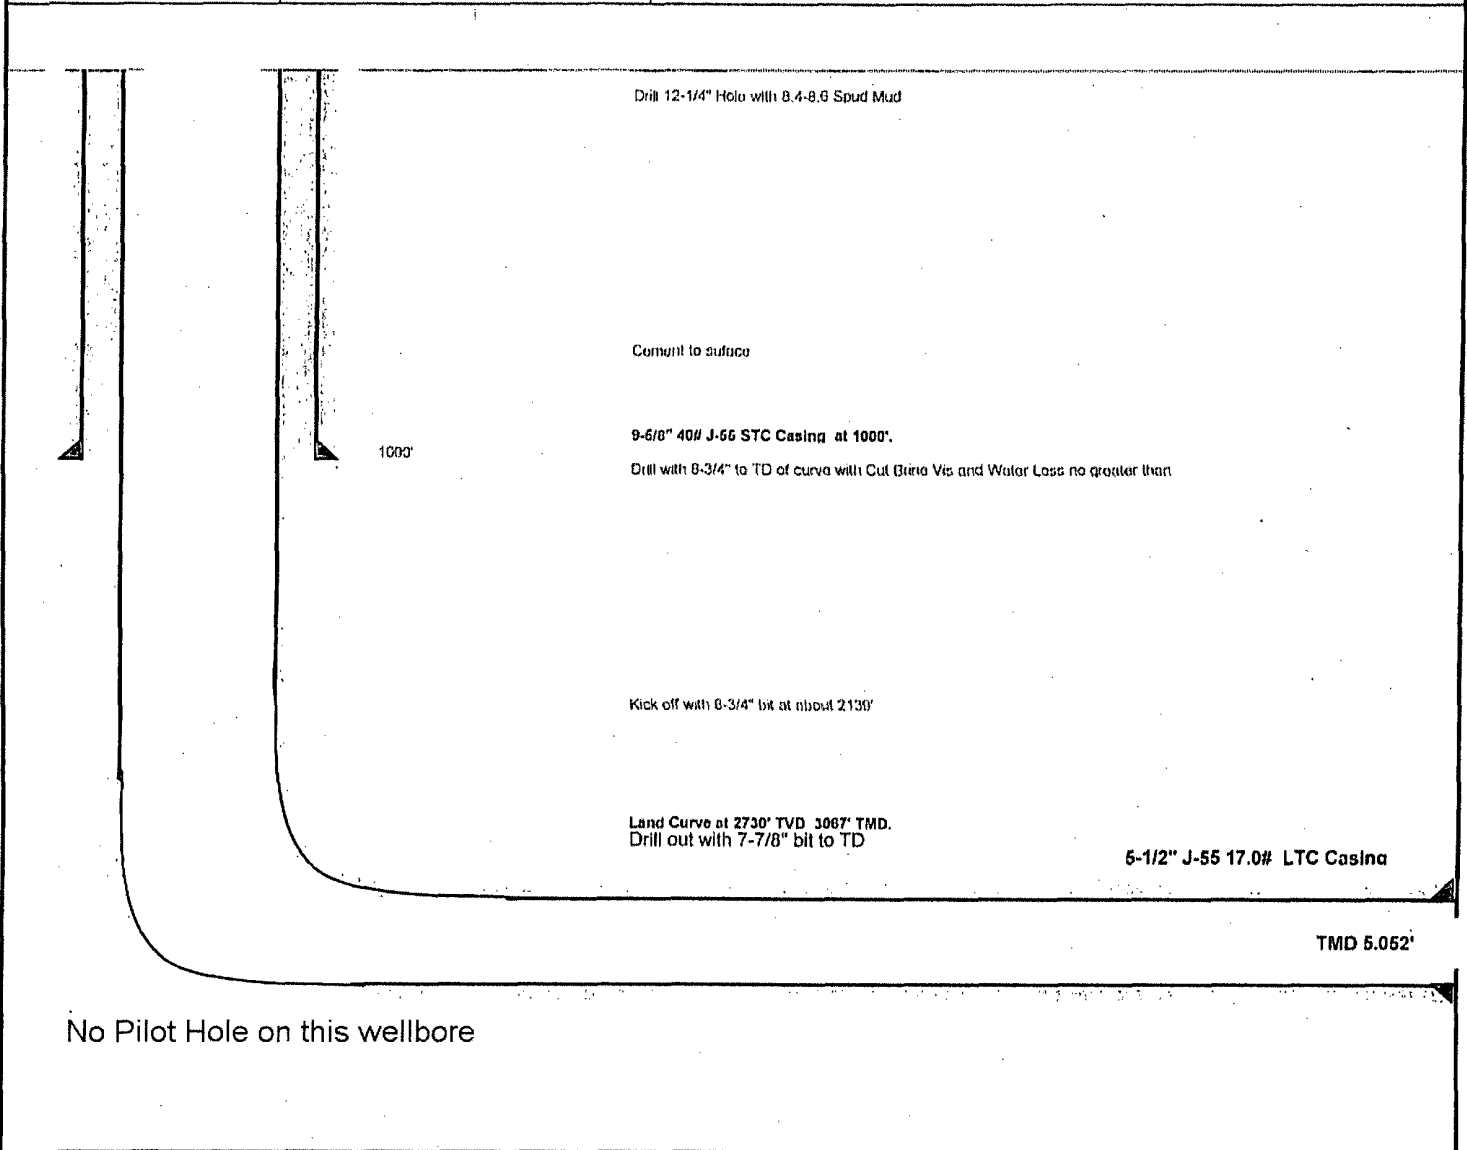 Drill 12-1/4" Hole with 8.4-8.6 Spud Mud
Cement to suface
9-5/8" 40# J-55 STC Casing at 1000'.
1000'
Drill with 8-3/4" to TD of curve with Cut Brine Vis and Water Loss no greater than
Kick off with 8-3/4" bit at about 2130'
Land Curve at 2730' TVD 3067' TMD.
Drill out with 7-7/8" bit to TD
5-1/2" J-55 17.0# LTC Casing
TMD 5.052'
No Pilot Hole on this wellbore